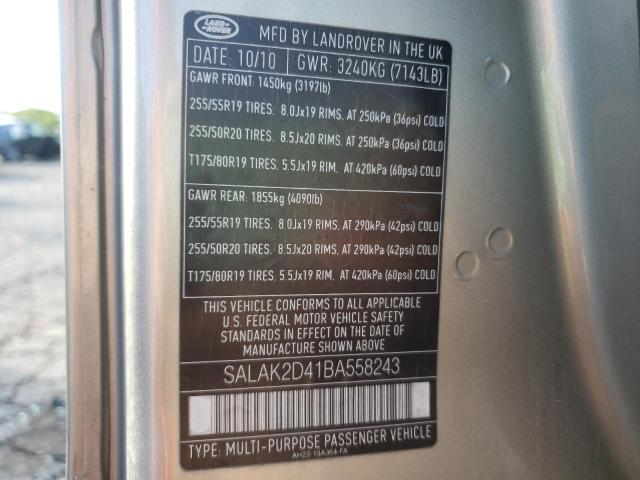 LAND ROVER
MFD BY LANDROVER IN THE UK
DATE: 10/10 GWR: 3240KG (7143LB)
GAWR FRONT: 1450kg (3197lb)
255/55R19 TIRES, 8.0Jx19 RIMS, AT 250kPa (36psi) COLD
255/50R20 TIRES, 8.5Jx20 RIMS, AT 250kPa (36psi) COLD
T175/80R19 TIRES, 5.5Jx19 RIM, AT 420kPa (60psi) COLD
GAWR REAR: 1855kg (4090lb)
255/55R19 TIRES, 8.0Jx19 RIMS, AT 290kPa (42psi) COLD
255/50R20 TIRES, 8.5Jx20 RIMS, AT 290kPa (42psi) COLD
T175/80R19 TIRES, 5.5Jx19 RIM, AT 420kPa (60psi) COLD
THIS VEHICLE CONFORMS TO ALL APPLICABLE
U.S. FEDERAL MOTOR VEHICLE SAFETY
STANDARDS IN EFFECT ON THE DATE OF
MANUFACTURE SHOWN ABOVE
SALAK2D41BA558243
TYPE: MULTI-PURPOSE PASSENGER VEHICLE
AH22-19A364-FA